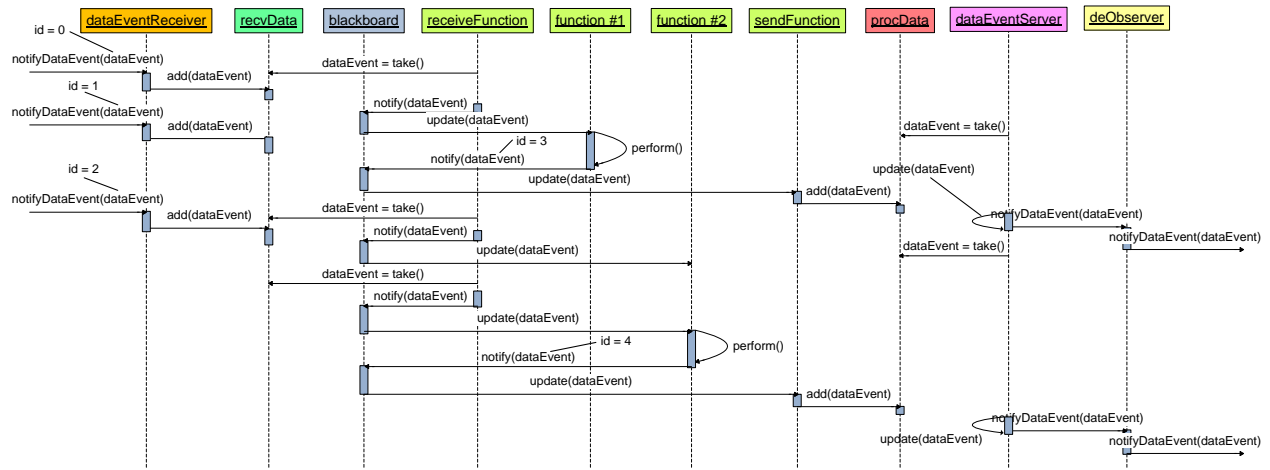 dataEventReceiver
recvData
blackboard
receiveFunction
function #1
function #2
sendFunction
procData
dataEventServer
deObserver
id = 0
notifyDataEvent(dataEvent)
dataEvent = take()
add(dataEvent)
id = 1
notify(dataEvent)
notifyDataEvent(dataEvent)
update(dataEvent)
add(dataEvent)
dataEvent = take()
id = 3
perform()
notify(dataEvent)
id = 2
update(dataEvent)
update(dataEvent)
notifyDataEvent(dataEvent)
add(dataEvent)
dataEvent = take()
add(dataEvent)
notifyDataEvent(dataEvent)
notify(dataEvent)
notifyDataEvent(dataEvent)
update(dataEvent)
dataEvent = take()
dataEvent = take()
notify(dataEvent)
update(dataEvent)
id = 4
perform()
notify(dataEvent)
update(dataEvent)
add(dataEvent)
notifyDataEvent(dataEvent)
update(dataEvent)
notifyDataEvent(dataEvent)